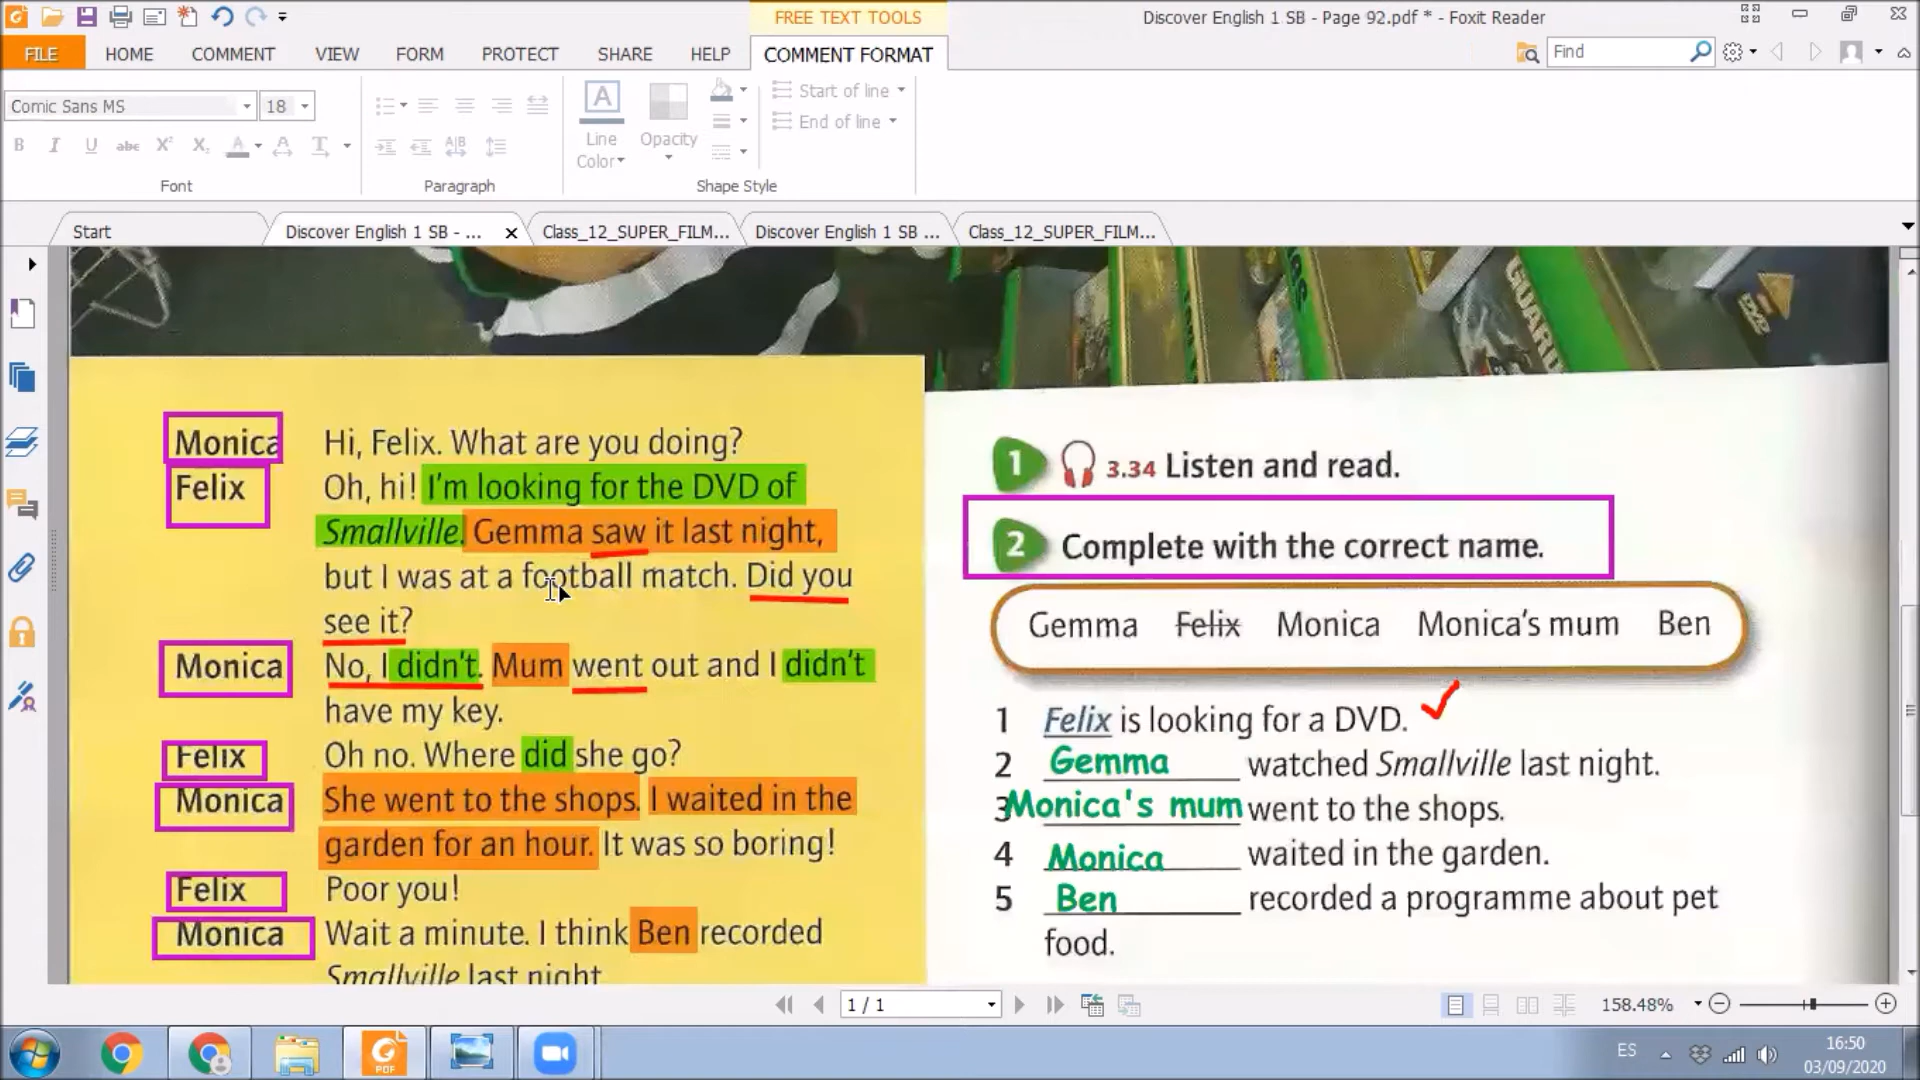 FREE TEXT TOOLS
Discover English 1 SB - Page 92.pdf * - Foxit Reader
FILE
HOME
COMMENT
VIEW
FORM
PROTECT
SHARE
HELP
COMMENT FORMAT
Find
Comic Sans MS
18
Line Color
Opacity
Start of line
End of line
Font
Paragraph
Shape Style
Start
Discover English 1 SB - ...
Class_12_SUPER_FILM...
Discover English 1 SB ...
Class_12_SUPER_FILM...
DVD
Monica Hi, Felix. What are you doing?
Felix Oh, hi! I'm looking for the DVD of
Smallville. Gemma saw it last night,
but I was at a football match. Did you
see it?
Monica No, I didn't. Mum went out and I didn't
have my key.
Felix Oh no. Where did she go?
Monica She went to the shops. I waited in the
garden for an hour. It was so boring!
Felix Poor you!
Monica Wait a minute. I think Ben recorded
Smallville last night.
1 3.34 Listen and read.
2 Complete with the correct name.
Gemma Felix Monica Monica's mum Ben
1 Felix is looking for a DVD.
2 Gemma watched Smallville last night.
3 Monica's mum went to the shops.
4 Monica waited in the garden.
5 Ben recorded a programme about pet
food.
1 / 1
158.48%
PDF
ES
16:50
03/09/2020